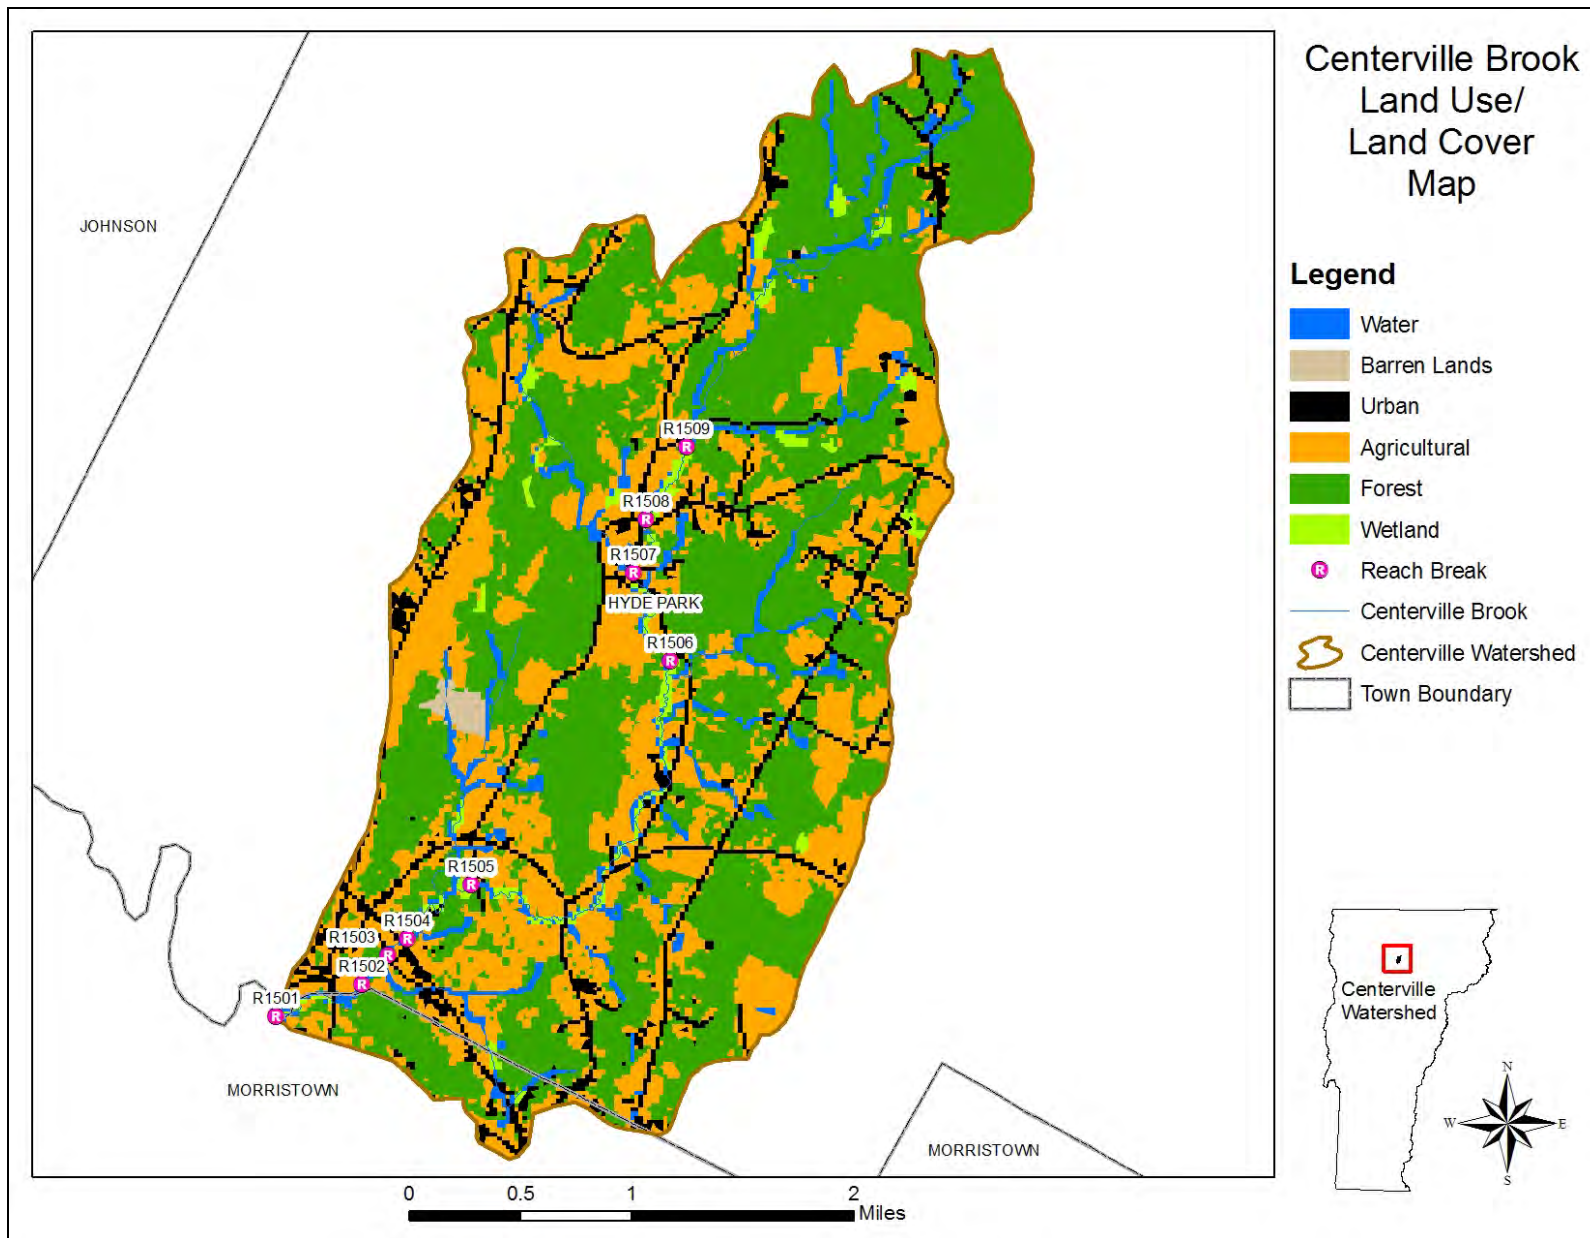 Centerville Brook
Land Use/
Land Cover
Map
Legend
Water
Barren Lands
Urban
Agricultural
Forest
Wetland
R Reach Break
Centerville Brook
Centerville Watershed
Town Boundary
JOHNSON
R1509
R
R1508
R
R1507
R
HYDE PARK
R1506
R
R1505
R
R1504
R
R1503
R
R1502
R
R1501
R
MORRISTOWN
MORRISTOWN
Centerville
Watershed
N
W
E
S
0 0.5 1 2
Miles